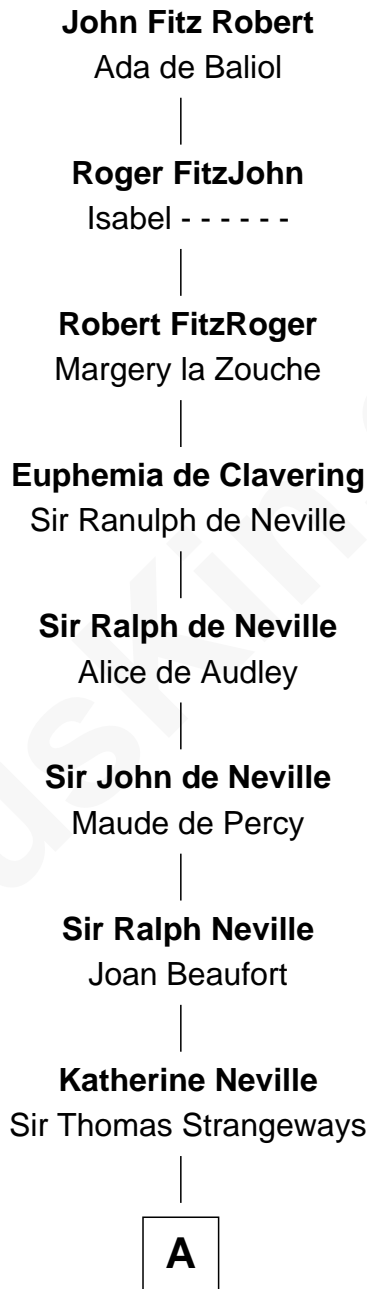 John Fitz Robert
Ada de Baliol
Roger FitzJohn
Isabel - - - - - -
Robert FitzRoger
Margery la Zouche
Euphemia de Clavering
Sir Ranulph de Neville
Sir Ralph de Neville
Alice de Audley
Sir John de Neville
Maude de Percy
Sir Ralph Neville
Joan Beaufort
Katherine Neville
Sir Thomas Strangeways
A